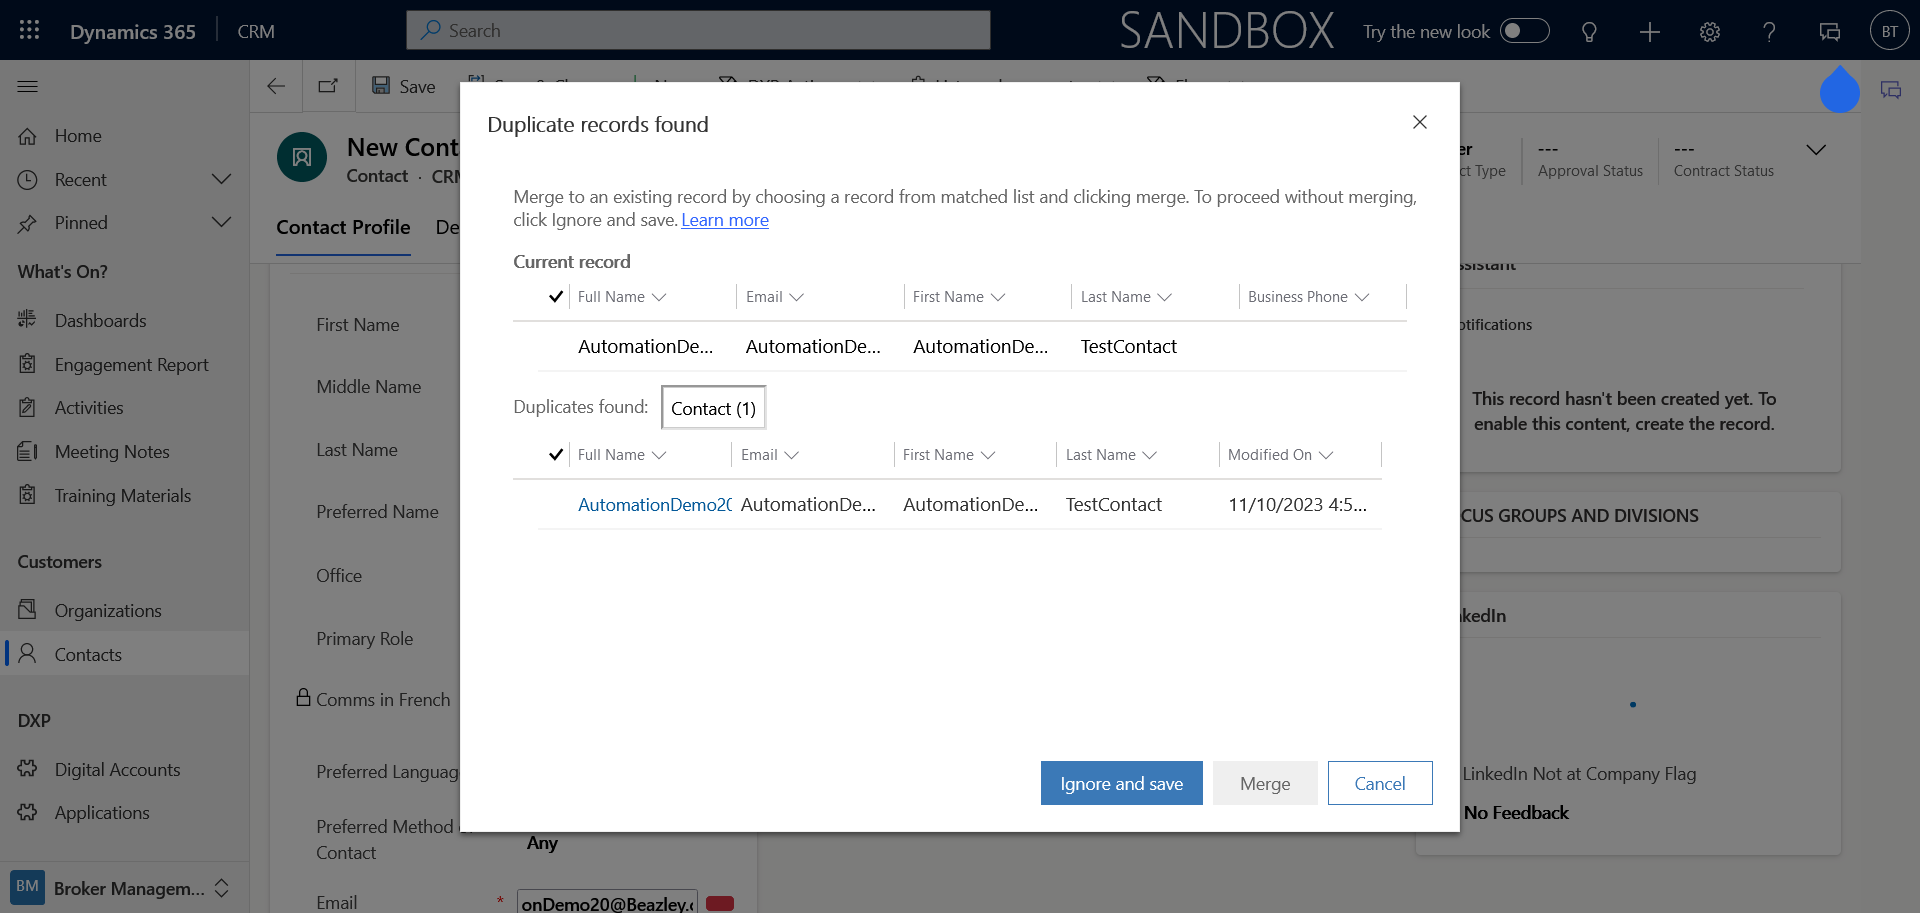 Dynamics 365
CRM
Search
SANDBOX
Try the new look
BT
Save
Home
Recent
Pinned
What's On?
Dashboards
Engagement Report
Activities
Meeting Notes
Training Materials
Customers
Organizations
Contacts
DXP
Digital Accounts
Applications
BM
Broker Managem...
New Cont
Contact · CRM
Contact Profile
De
First Name
Middle Name
Last Name
Preferred Name
Office
Primary Role
Comms in French
Preferred Languag
Preferred Method o
Contact
Any
Email
*
onDemo20@Beazley.c
Duplicate records found
Merge to an existing record by choosing a record from matched list and clicking merge. To proceed without merging,
click Ignore and save. Learn more
Current record
Full Name
Email
First Name
Last Name
Business Phone
AutomationDe...
AutomationDe...
AutomationDe...
TestContact
Duplicates found:
Contact (1)
Full Name
Email
First Name
Last Name
Modified On
AutomationDemo20
AutomationDe...
AutomationDe...
TestContact
11/10/2023 4:5...
Ignore and save
Merge
Cancel
er
ct Type
---
Approval Status
---
Contract Status
ssistant
otifications
This record hasn't been created yet. To
enable this content, create the record.
CUS GROUPS AND DIVISIONS
nkedIn
LinkedIn Not at Company Flag
No Feedback